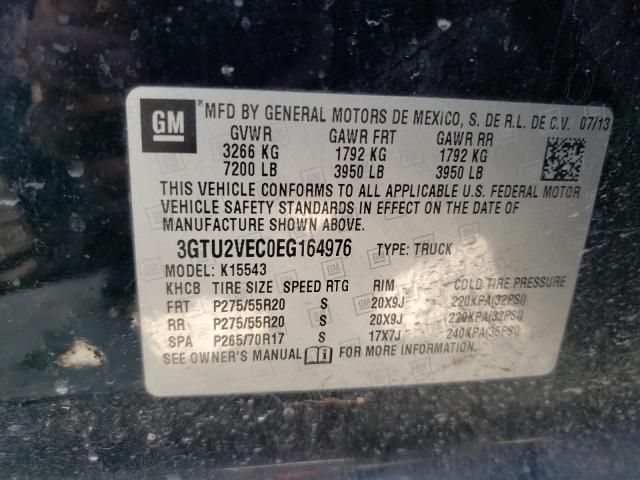 GM ® MFD BY GENERAL MOTORS DE MEXICO, S. DE R.L. DE C.V. 07/13
GVWR GAWR FRT GAWR RR
3266 KG 1792 KG 1792 KG
7200 LB 3950 LB 3950 LB
THIS VEHICLE CONFORMS TO ALL APPLICABLE U.S. FEDERAL MOTOR
VEHICLE SAFETY STANDARDS IN EFFECT ON THE DATE OF
MANUFACTURE SHOWN ABOVE.
3GTU2VEC0EG164976 TYPE: TRUCK
MODEL: K15543
KHCB TIRE SIZE SPEED RTG RIM COLD TIRE PRESSURE
FRT P275/55R20 S 20X9J 220KPA(32PSI)
RR P275/55R20 S 20X9J 220KPA(32PSI)
SPA P265/70R17 S 17X7J 240KPA(35PSI)
SEE OWNER'S MANUAL FOR MORE INFORMATION.